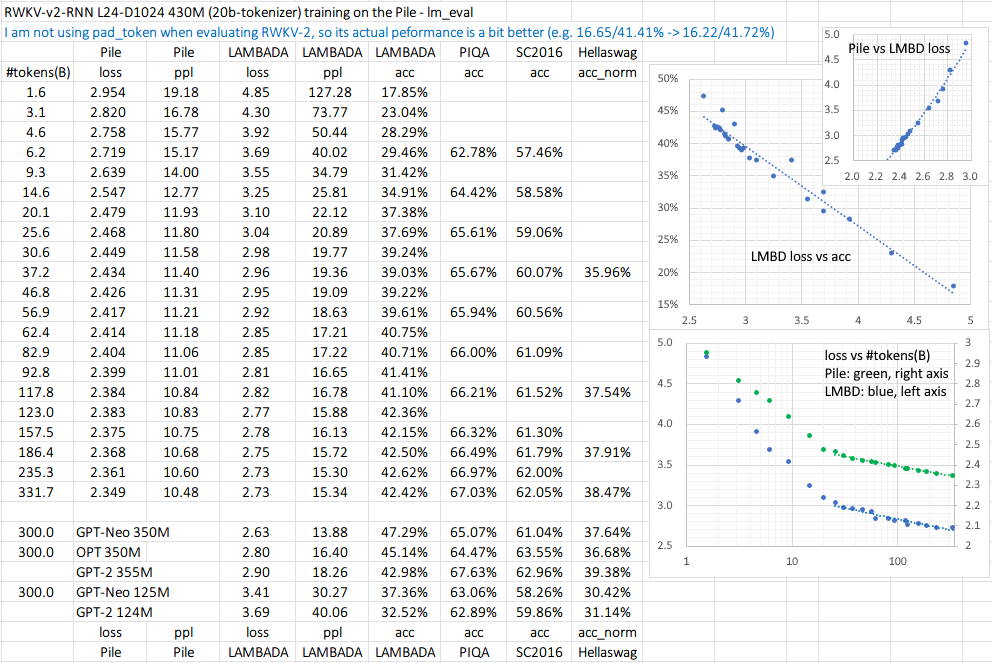 RWKV-v2-RNN L24-D1024 430M (20b-tokenizer) training on the Pile - lm_eval
I am not using pad_token when evaluating RWKV-2, so its actual peformance is a bit better (e.g. 16.65/41.41% -> 16.22/41.72%)
Pile Pile LAMBADA LAMBADA LAMBADA PIQA SC2016 Hellaswag
#tokens(B) loss ppl loss ppl acc acc acc acc_norm
1.6 2.954 19.18 4.85 127.28 17.85%
3.1 2.820 16.78 4.30 73.77 23.04%
4.6 2.758 15.77 3.92 50.44 28.29%
6.2 2.719 15.17 3.69 40.02 29.46% 62.78% 57.46%
9.3 2.639 14.00 3.55 34.79 31.42%
14.6 2.547 12.77 3.25 25.81 34.91% 64.42% 58.58%
20.1 2.479 11.93 3.10 22.12 37.38%
25.6 2.468 11.80 3.04 20.89 37.69% 65.61% 59.06%
30.6 2.449 11.58 2.98 19.77 39.24%
37.2 2.434 11.40 2.96 19.36 39.03% 65.67% 60.07% 35.96%
46.8 2.426 11.31 2.95 19.09 39.22%
56.9 2.417 11.21 2.92 18.63 39.61% 65.94% 60.56%
62.4 2.414 11.18 2.85 17.21 40.75%
82.9 2.404 11.06 2.85 17.22 40.71% 66.00% 61.09%
92.8 2.399 11.01 2.81 16.65 41.41%
117.8 2.384 10.84 2.82 16.78 41.10% 66.21% 61.52% 37.54%
123.0 2.383 10.83 2.77 15.88 42.36%
157.5 2.375 10.75 2.78 16.13 42.15% 66.32% 61.30%
186.4 2.368 10.68 2.75 15.72 42.50% 66.49% 61.79% 37.91%
235.3 2.361 10.60 2.73 15.30 42.62% 66.97% 62.00%
331.7 2.349 10.48 2.73 15.34 42.42% 67.03% 62.05% 38.47%
300.0 GPT-Neo 350M 2.63 13.88 47.29% 65.07% 61.04% 37.64%
300.0 OPT 350M 2.80 16.40 45.14% 64.47% 63.55% 36.68%
GPT-2 355M 2.90 18.26 42.98% 67.63% 62.96% 39.38%
300.0 GPT-Neo 125M 3.41 30.27 37.36% 63.06% 58.26% 30.42%
GPT-2 124M 3.69 40.06 32.52% 62.89% 59.86% 31.14%
loss ppl loss ppl acc acc acc acc_norm
Pile Pile LAMBADA LAMBADA LAMBADA PIQA SC2016 Hellaswag
Pile vs LMBD loss
5.0
4.5
4.0
3.5
3.0
2.5
2.0 2.2 2.4 2.6 2.8 3.0
50%
45%
40%
35%
30%
25%
20%
15%
LMBD loss vs acc
2.5 3 3.5 4 4.5 5
loss vs #tokens(B)
Pile: green, right axis
LMBD: blue, left axis
5.0
4.5
4.0
3.5
3.0
2.5
3
2.9
2.8
2.7
2.6
2.5
2.4
2.3
2.2
2.1
2
1 10 100